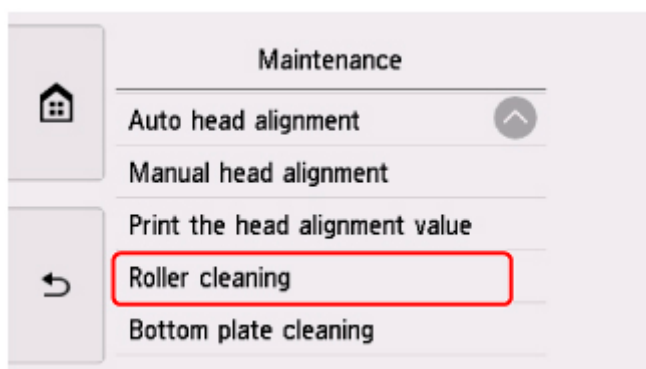 Maintenance
Auto head alignment
Manual head alignment
Print the head alignment value
Roller cleaning
Bottom plate cleaning